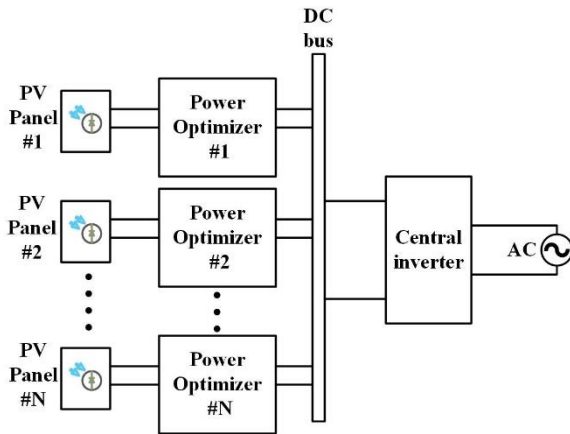 DC
bus
PV
Panel
#1
Power
Optimizer
#1
PV
Panel
#2
Power
Optimizer
#2
Central
inverter
AC
PV
Panel
#N
Power
Optimizer
#N